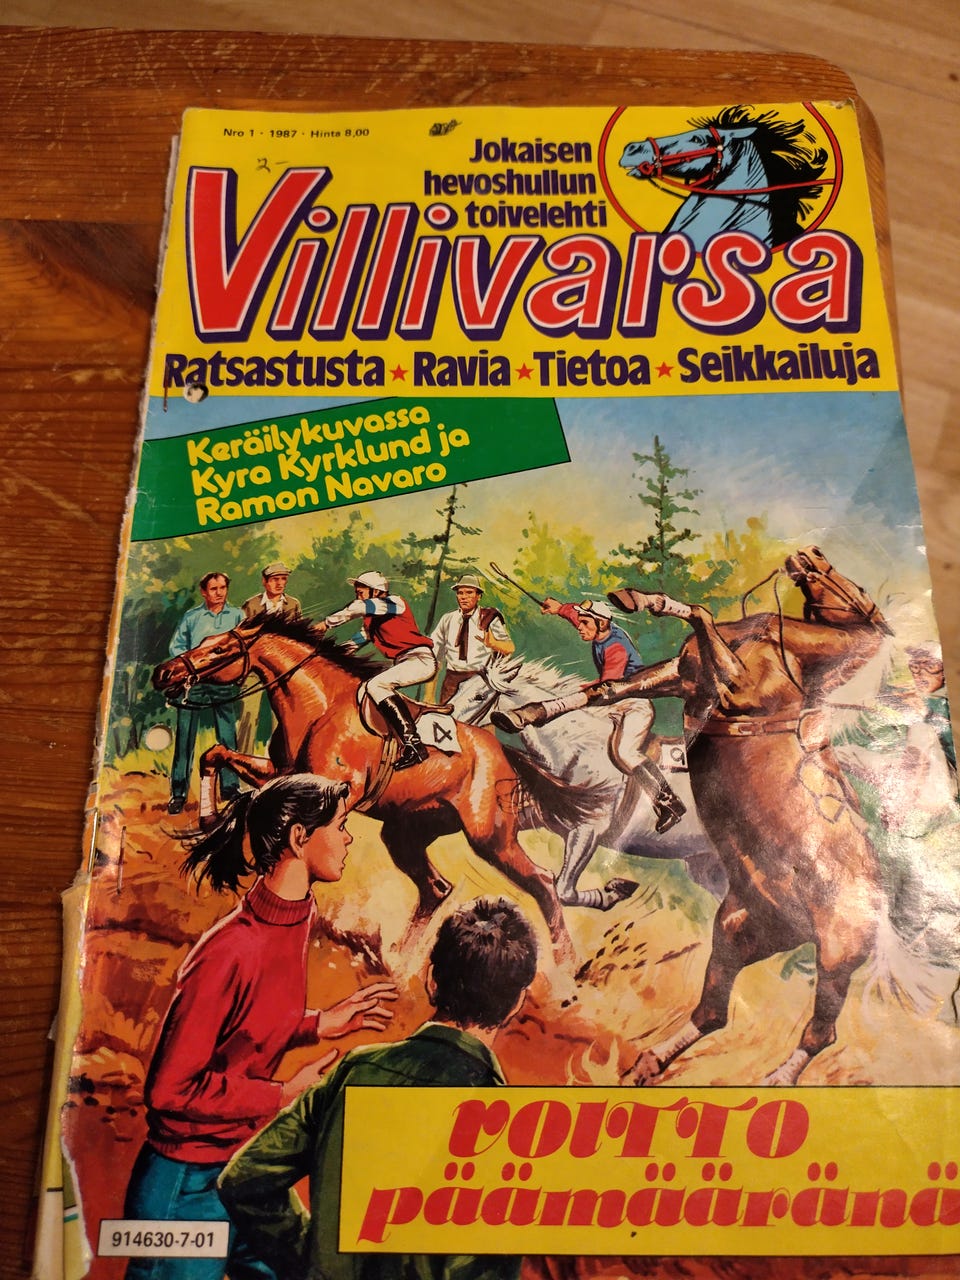 Nro 1 · 1987 · Hinta 8,00
2-
Jokaisen
hevoshullun
toivelehti
Villivarsa
Ratsastusta ★ Ravia ★ Tietoa ★ Seikkailuja
Keräilykuvassa
Kyra Kyrklund ja
Ramon Navaro
4
9
VOITTO
päämääränä
914630-7-01